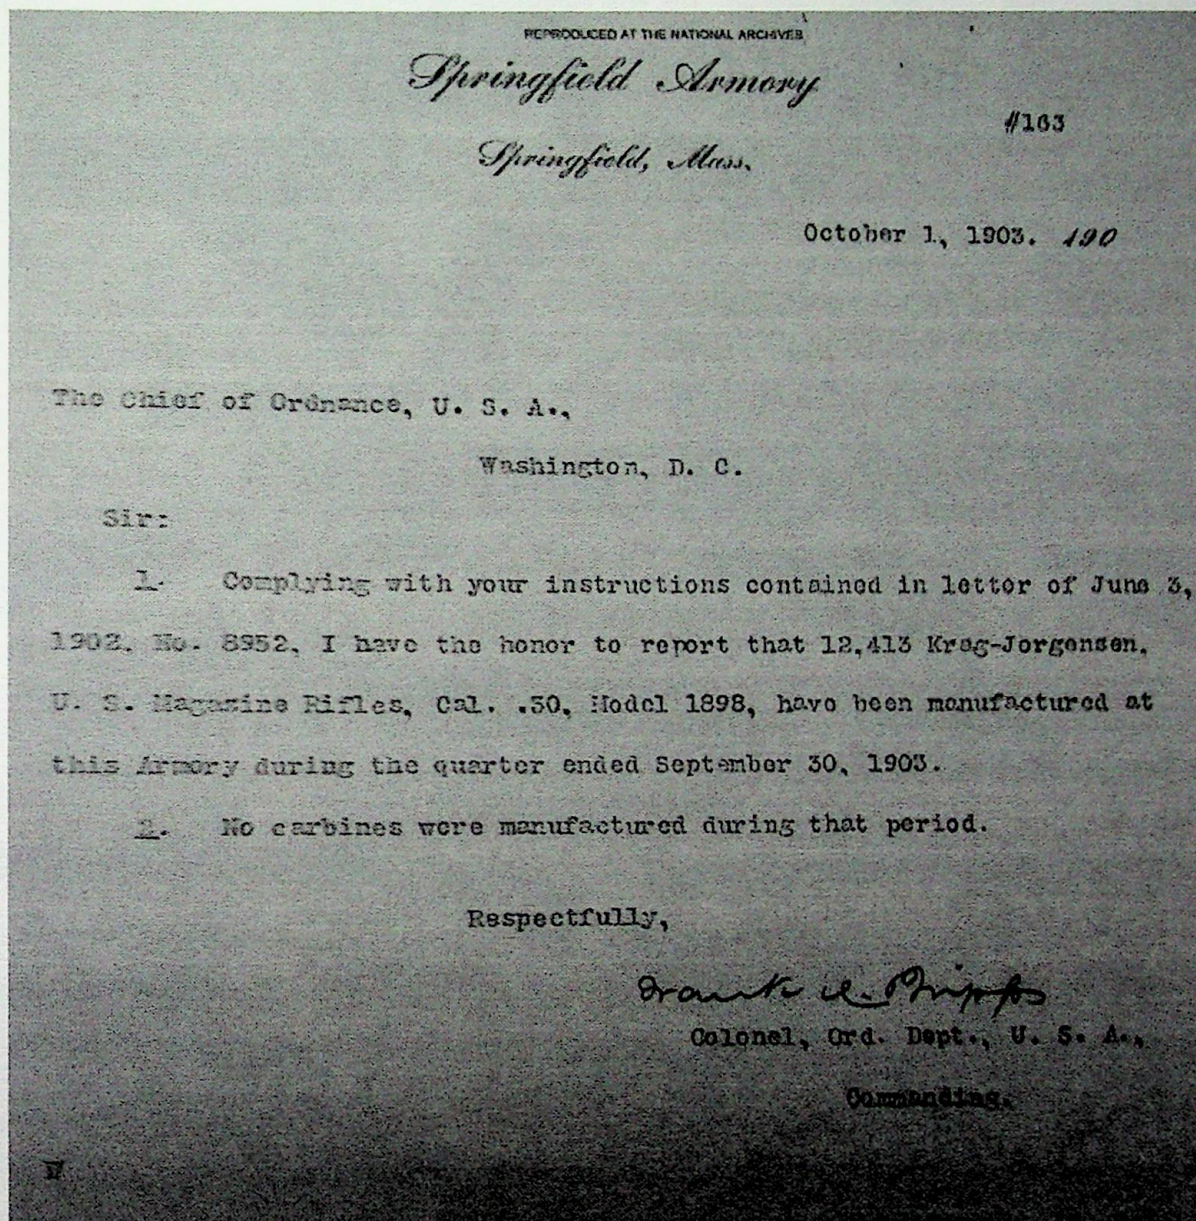 REPRODUCED AT THE NATIONAL ARCHIVES
Springfield Armory
#163
Springfield, Mass.
October 1, 1903. 190
The Chief of Ordnance, U. S. A.,
Washington, D. C.
Sir:
1. Complying with your instructions contained in letter of June 3,
1902, No. 8952, I have the honor to report that 12,413 Krag-Jorgensen,
U. S. Magazine Rifles, Cal. .30, Model 1898, have been manufactured at
this Armory during the quarter ended September 30, 1903.
2. No carbines were manufactured during that period.
Respectfully,
Frank H. Phipps
Colonel, Ord. Dept., U. S. A.,
Commanding.